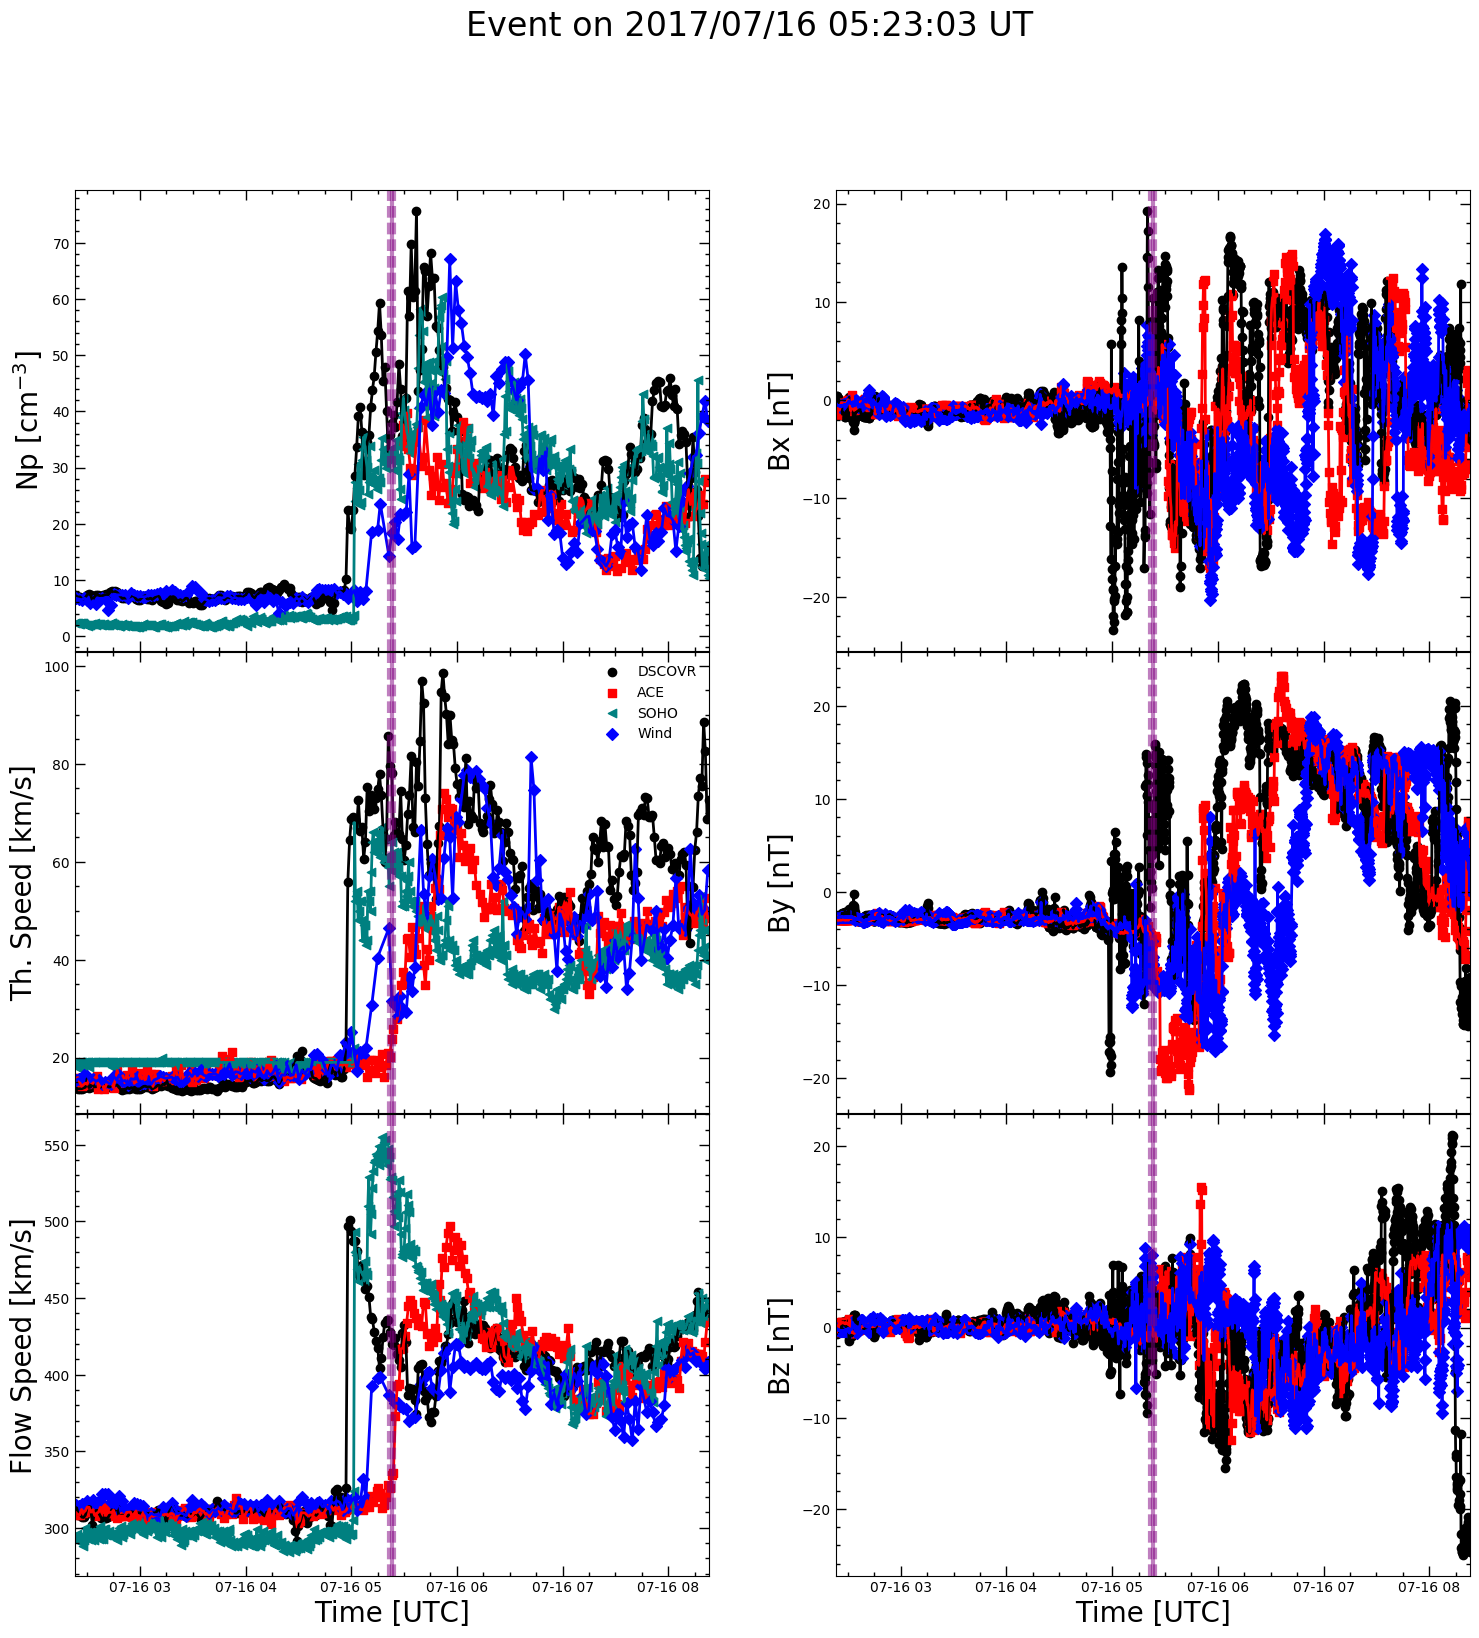 Event on 2017/07/16 05:23:03 UT
70
60
50
40
30
20
10
0
Np [cm⁻³]
20
10
0
−10
−20
Bx [nT]
100
80
60
40
20
Th. Speed [km/s]
DSCOVR
ACE
SOHO
Wind
20
10
0
−10
−20
By [nT]
550
500
450
400
350
300
Flow Speed [km/s]
20
10
0
−10
−20
Bz [nT]
07-16 03 07-16 04 07-16 05 07-16 06 07-16 07 07-16 08
Time [UTC]
07-16 03 07-16 04 07-16 05 07-16 06 07-16 07 07-16 08
Time [UTC]